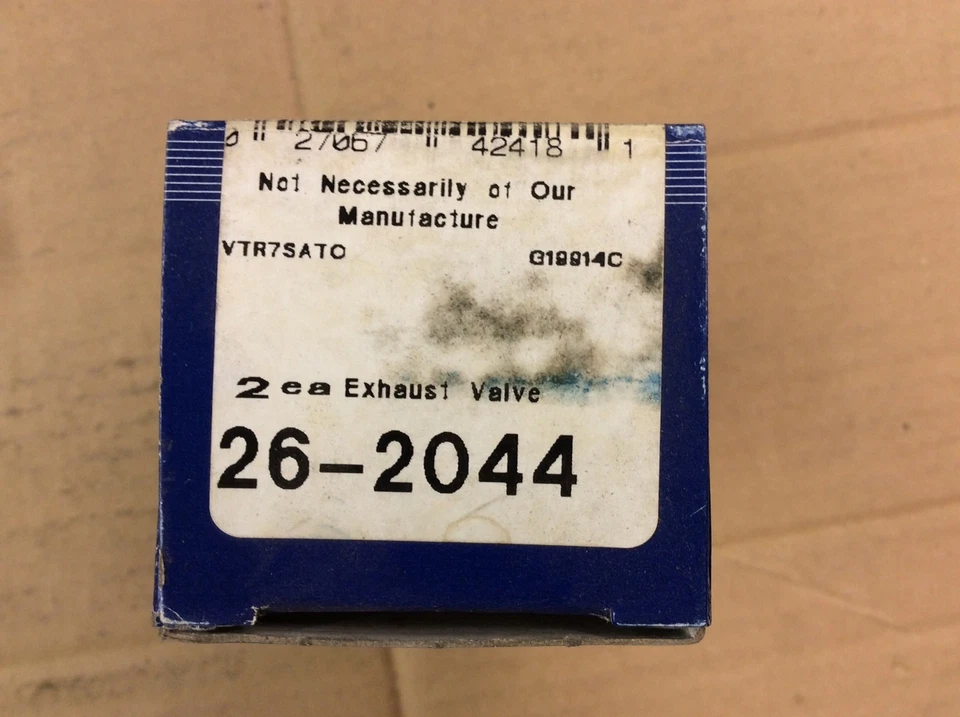 0 27067 42418 1
Not Necessarily of Our
Manufacture
VTR7SATO G19914C
2 ea Exhaust Valve
26-2044